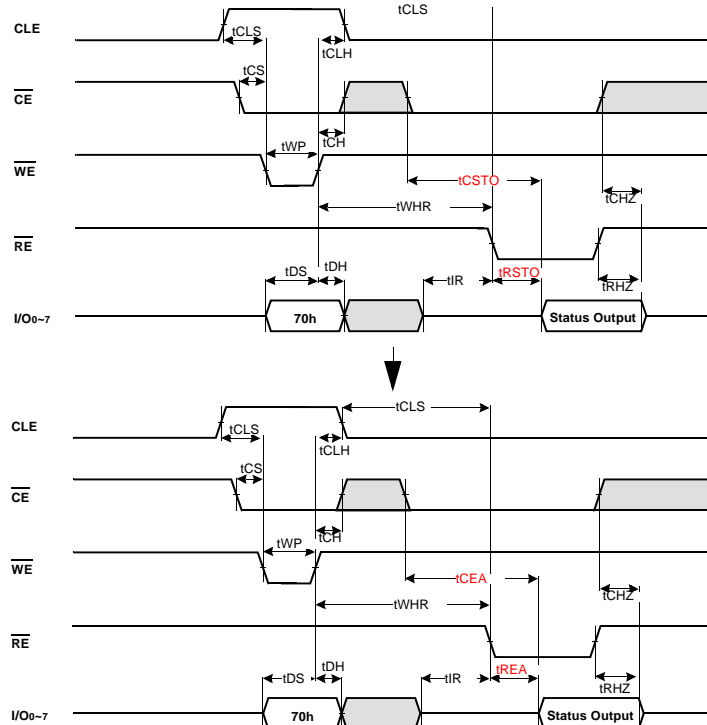 tCLS
CLE
tCLS
tCLH
tCS
CE
tCH
tWP
WE
tCSTO
tWHR
tCHZ
RE
tDS
tDH
tIR
tRSTO
tRHZ
I/O0~7
70h
Status Output
tCLS
CLE
tCLS
tCLH
tCS
CE
tCH
tWP
WE
tCEA
tWHR
tCHZ
RE
tDS
tDH
tIR
tREA
tRHZ
I/O0~7
70h
Status Output